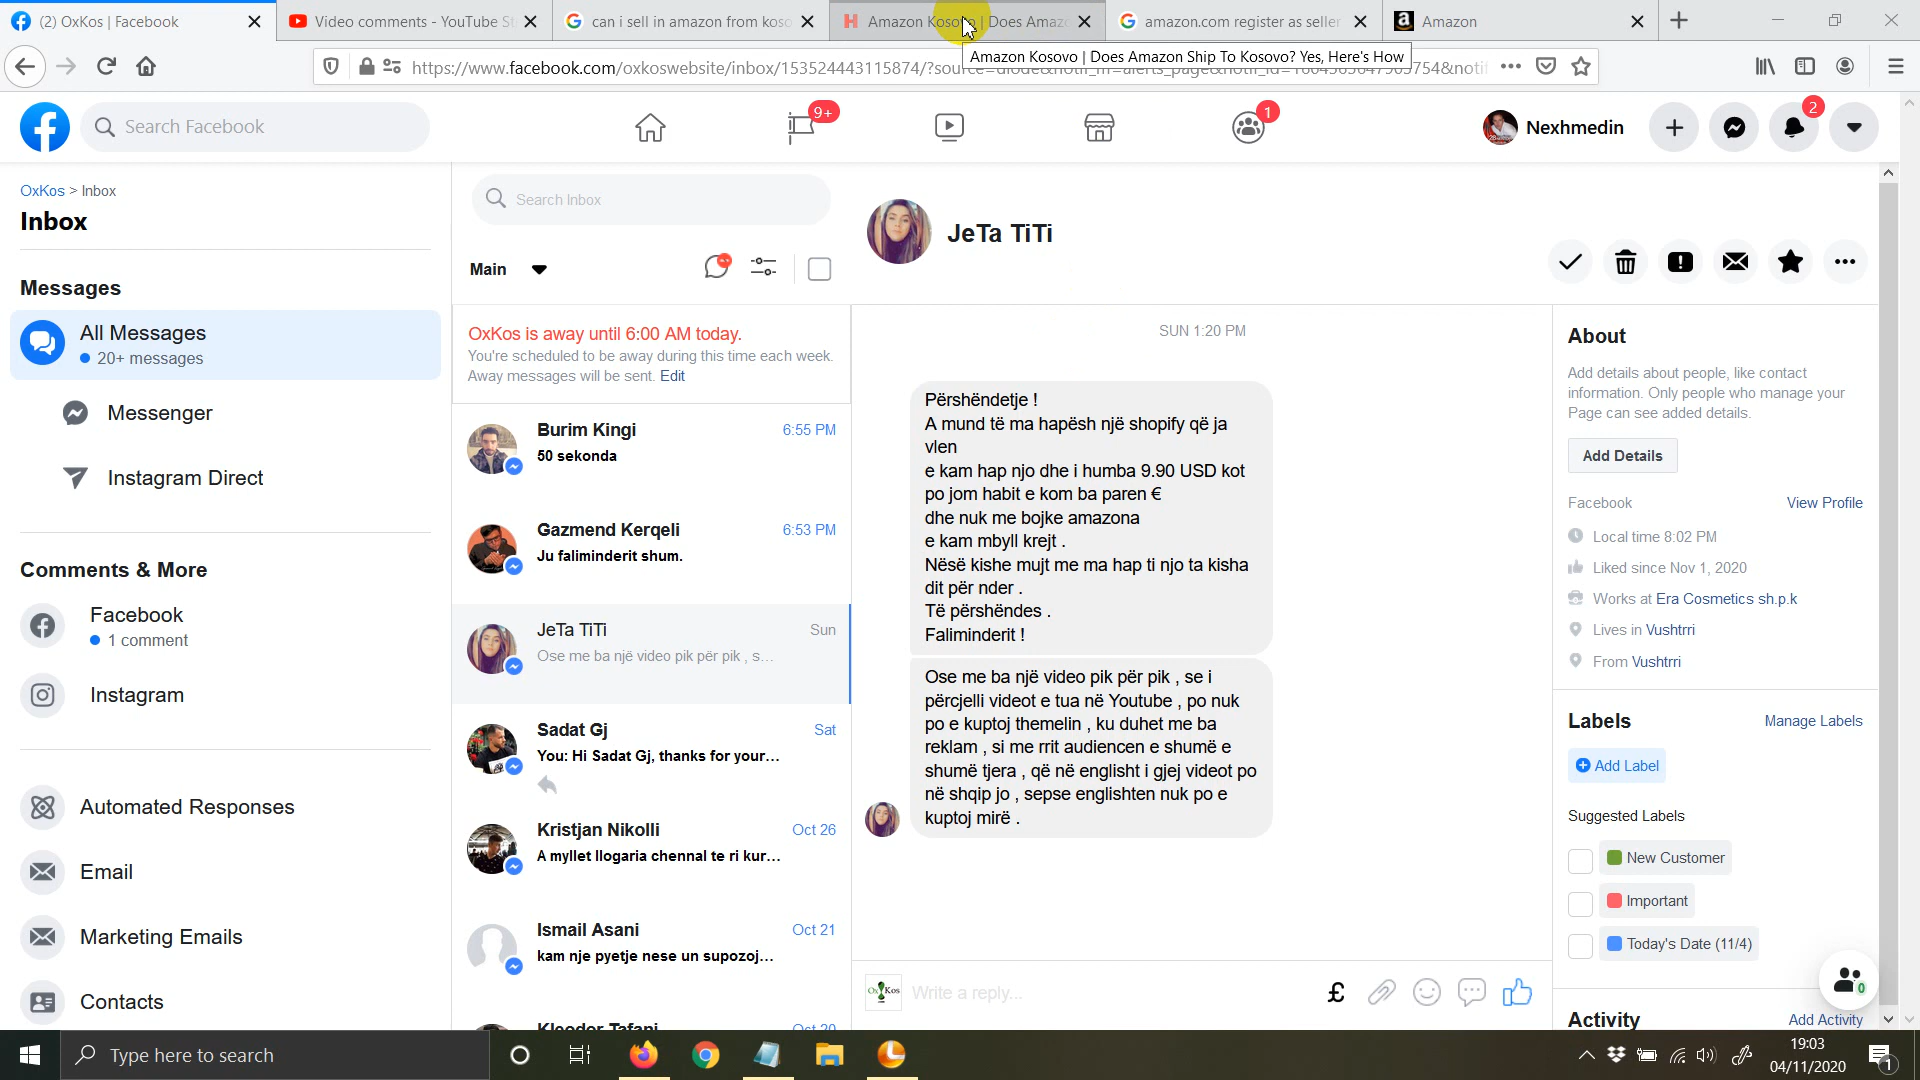 (2) OxKos | Facebook
Video comments - YouTube St
can i sell in amazon from koso
Amazon Kosovo | Does Amaz
amazon.com register as seller
Amazon
Amazon Kosovo | Does Amazon Ship To Kosovo? Yes, Here's How
https://www.facebook.com/oxkoswebsite/inbox/153524443115874/?
Search Facebook
9+
1
Nexhmedin
2
OxKos > Inbox
Inbox
Messages
All Messages
20+ messages
Messenger
Instagram Direct
Comments & More
Facebook
1 comment
Instagram
Automated Responses
Email
Marketing Emails
Contacts
Search Inbox
Main
OxKos is away until 6:00 AM today.
You're scheduled to be away during this time each week.
Away messages will be sent. Edit
Burim Kingi
6:55 PM
50 sekonda
Gazmend Kerqeli
6:53 PM
Ju faliminderit shum.
JeTa TiTi
Sun
Ose me ba një video pik për pik , s...
Sadat Gj
Sat
You: Hi Sadat Gj, thanks for your...
Kristjan Nikolli
Oct 26
A myllet llogaria chennal te ri kur...
Ismail Asani
Oct 21
kam nje pyetje nese un supozoj...
Kleodor Tafani
Oct 20
JeTa TiTi
SUN 1:20 PM
Përshëndetje !
A mund të ma hapësh një shopify që ja
vlen
e kam hap njo dhe i humba 9.90 USD kot
po jom habit e kom ba paren €
dhe nuk me bojke amazona
e kam mbyll krejt .
Nësë kishe mujt me ma hap ti njo ta kisha
dit për nder .
Të përshëndes .
Faliminderit !
Ose me ba një video pik për pik , se i
përcjelli videot e tua në Youtube , po nuk
po e kuptoj themelin , ku duhet me ba
reklam , si me rrit audiencen e shumë e
shumë tjera , që në englisht i gjej videot po
në shqip jo , sepse englishten nuk po e
kuptoj mirë .
OxKos
Write a reply...
£
About
Add details about people, like contact
information. Only people who manage your
Page can see added details.
Add Details
Facebook
View Profile
Local time 8:02 PM
Liked since Nov 1, 2020
Works at Era Cosmetics sh.p.k
Lives in Vushtrri
From Vushtrri
Labels
Manage Labels
Add Label
Suggested Labels
New Customer
Important
Today's Date (11/4)
0
Activity
Add Activity
Type here to search
19:03
04/11/2020
1